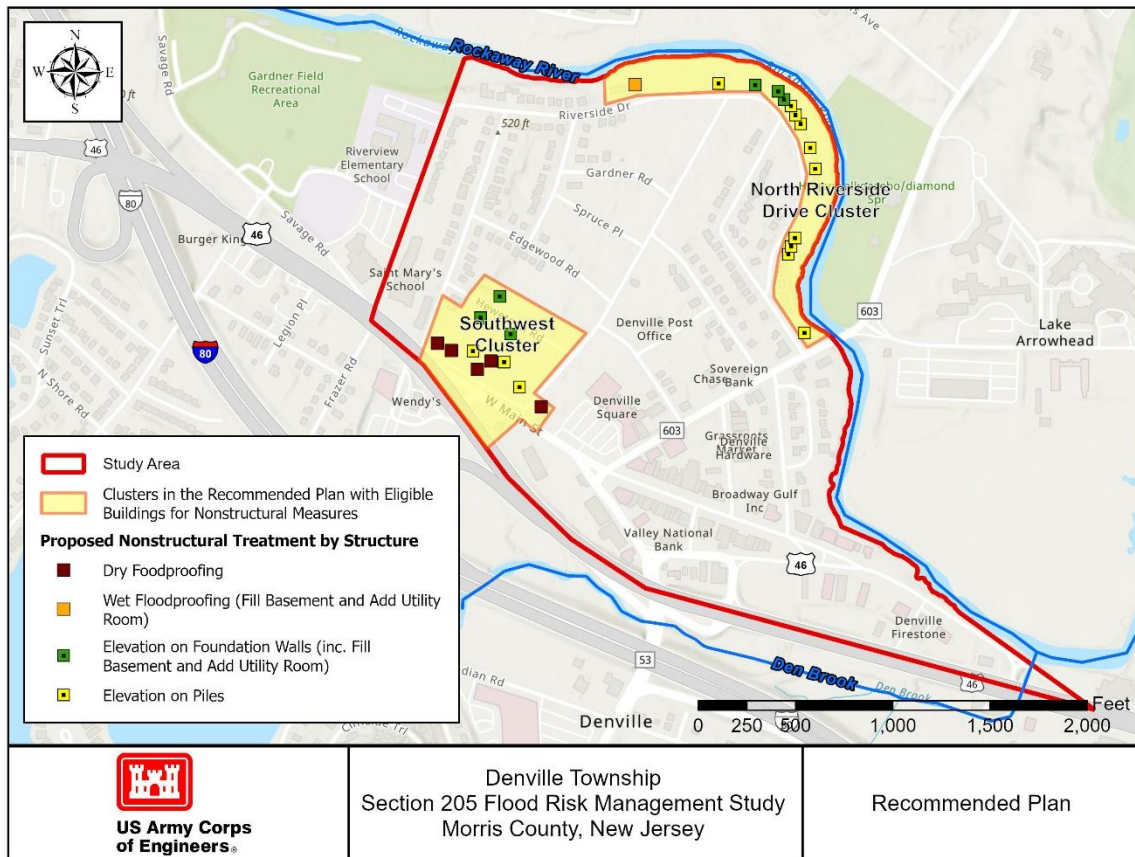 N
W
E
S
Savage Rd
Gardner Field
Recreational
Area
Rockaway
Rockaway River
Riverside Dr
520 ft
Riverview
Elementary
School
46
80
Gardner Rd
Spruce Pl
Edgewood Rd
North Riverside
Drive Cluster
Spr
Savage Rd
46
Burger King
Saint Mary's
School
Legion Pl
Sunset Trl
N Shore Rd
80
Frazer Rd
Southwest
Cluster
Denville Post
Office
603
Lake
Arrowhead
Sovereign
Bank
Chase
Wendy's
W Main St
Denville
Square
603
Grassroots
Market
Denville
Hardware
Broadway Gulf
Inc
Valley National
Bank
46
Denville
Firestone
53
Den Brook
Den Brook
46
Denville
Feet
0 250 500 1,000 1,500 2,000
Study Area
Clusters in the Recommended Plan with Eligible
Buildings for Nonstructural Measures
Proposed Nonstructural Treatment by Structure
Dry Foodproofing
Wet Floodproofing (Fill Basement and Add Utility
Room)
Elevation on Foundation Walls (inc. Fill
Basement and Add Utility Room)
Elevation on Piles
US Army Corps
of Engineers®
Denville Township
Section 205 Flood Risk Management Study
Morris County, New Jersey
Recommended Plan